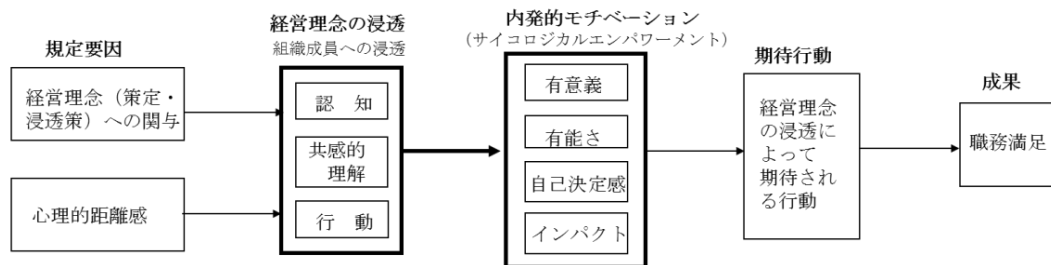 規定要因
経営理念（策定・
浸透策）への関与
心理的距離感
経営理念の浸透
組織成員への浸透
認　知
共感的
理解
行　動
内発的モチベーション
（サイコロジカルエンパワーメント）
有意義
有能さ
自己決定感
インパクト
期待行動
経営理念
の浸透に
よって
期待され
る行動
成果
職務満足